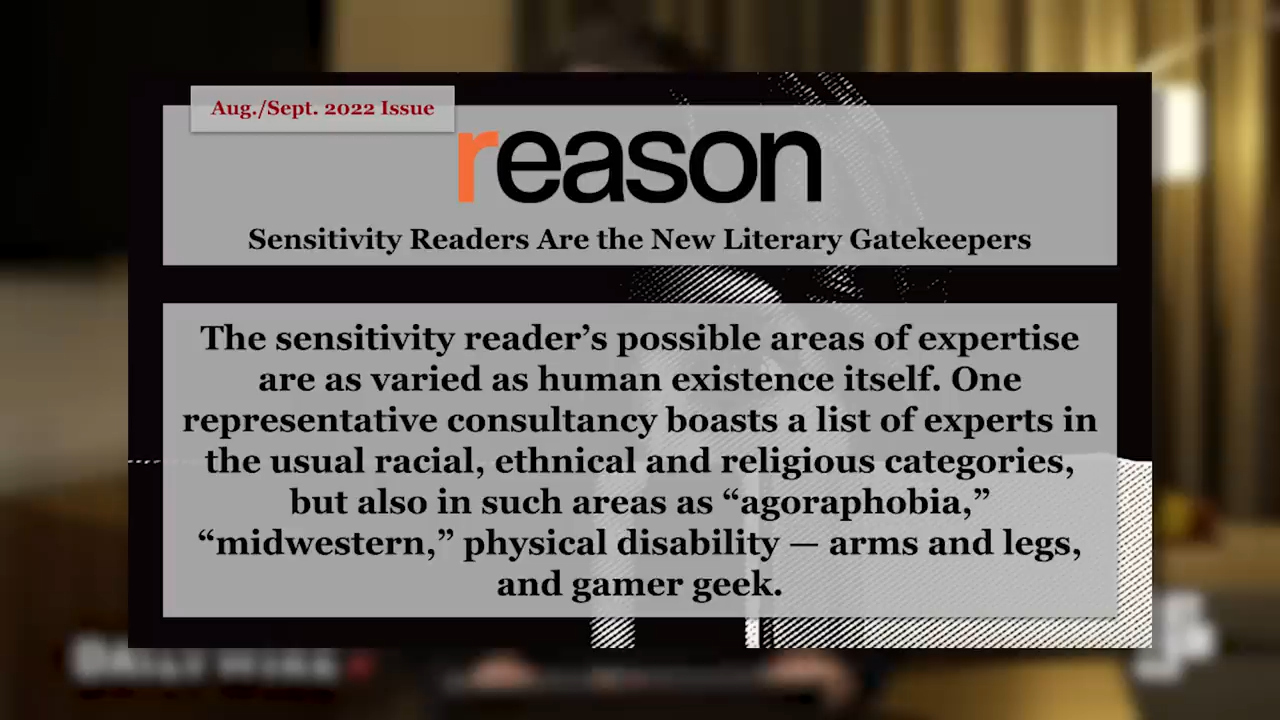 Aug./Sept. 2022 Issue
reason
Sensitivity Readers Are the New Literary Gatekeepers
The sensitivity reader’s possible areas of expertise
are as varied as human existence itself. One
representative consultancy boasts a list of experts in
the usual racial, ethnical and religious categories,
but also in such areas as “agoraphobia,”
“midwestern,” physical disability — arms and legs,
and gamer geek.